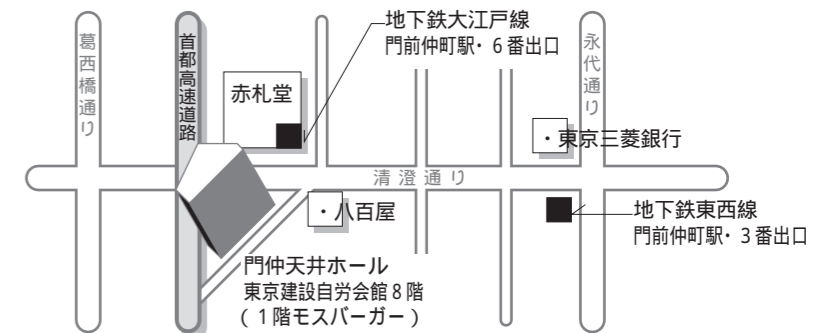 葛西橋通り
首都高速道路
地下鉄大江戸線
門前仲町駅・6番出口
永代通り
赤札堂
・東京三菱銀行
清澄通り
・八百屋
地下鉄東西線
門前仲町駅・3番出口
門仲天井ホール
東京建設自労会館8階
（1階モスバーガー）